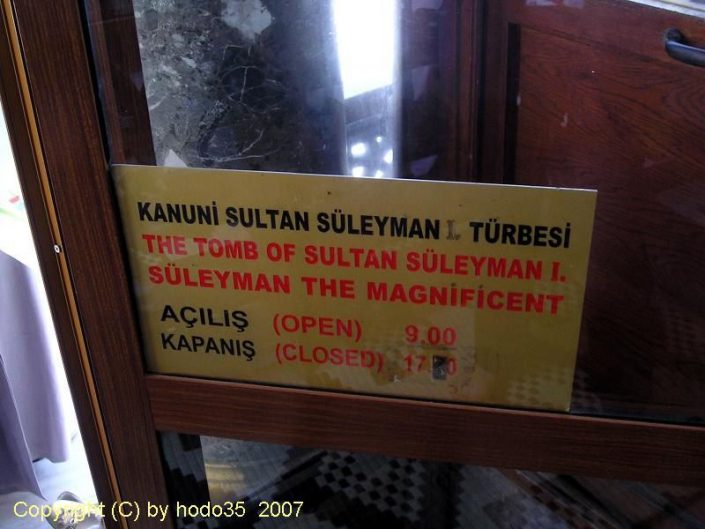 KANUNİ SULTAN SÜLEYMAN I. TÜRBESİ
THE TOMB OF SULTAN SÜLEYMAN I.
SÜLEYMAN THE MAGNİFİCENT
AÇILIŞ (OPEN) 9.00
KAPANIŞ (CLOSED)
Copyright (C) by hodo35 2007